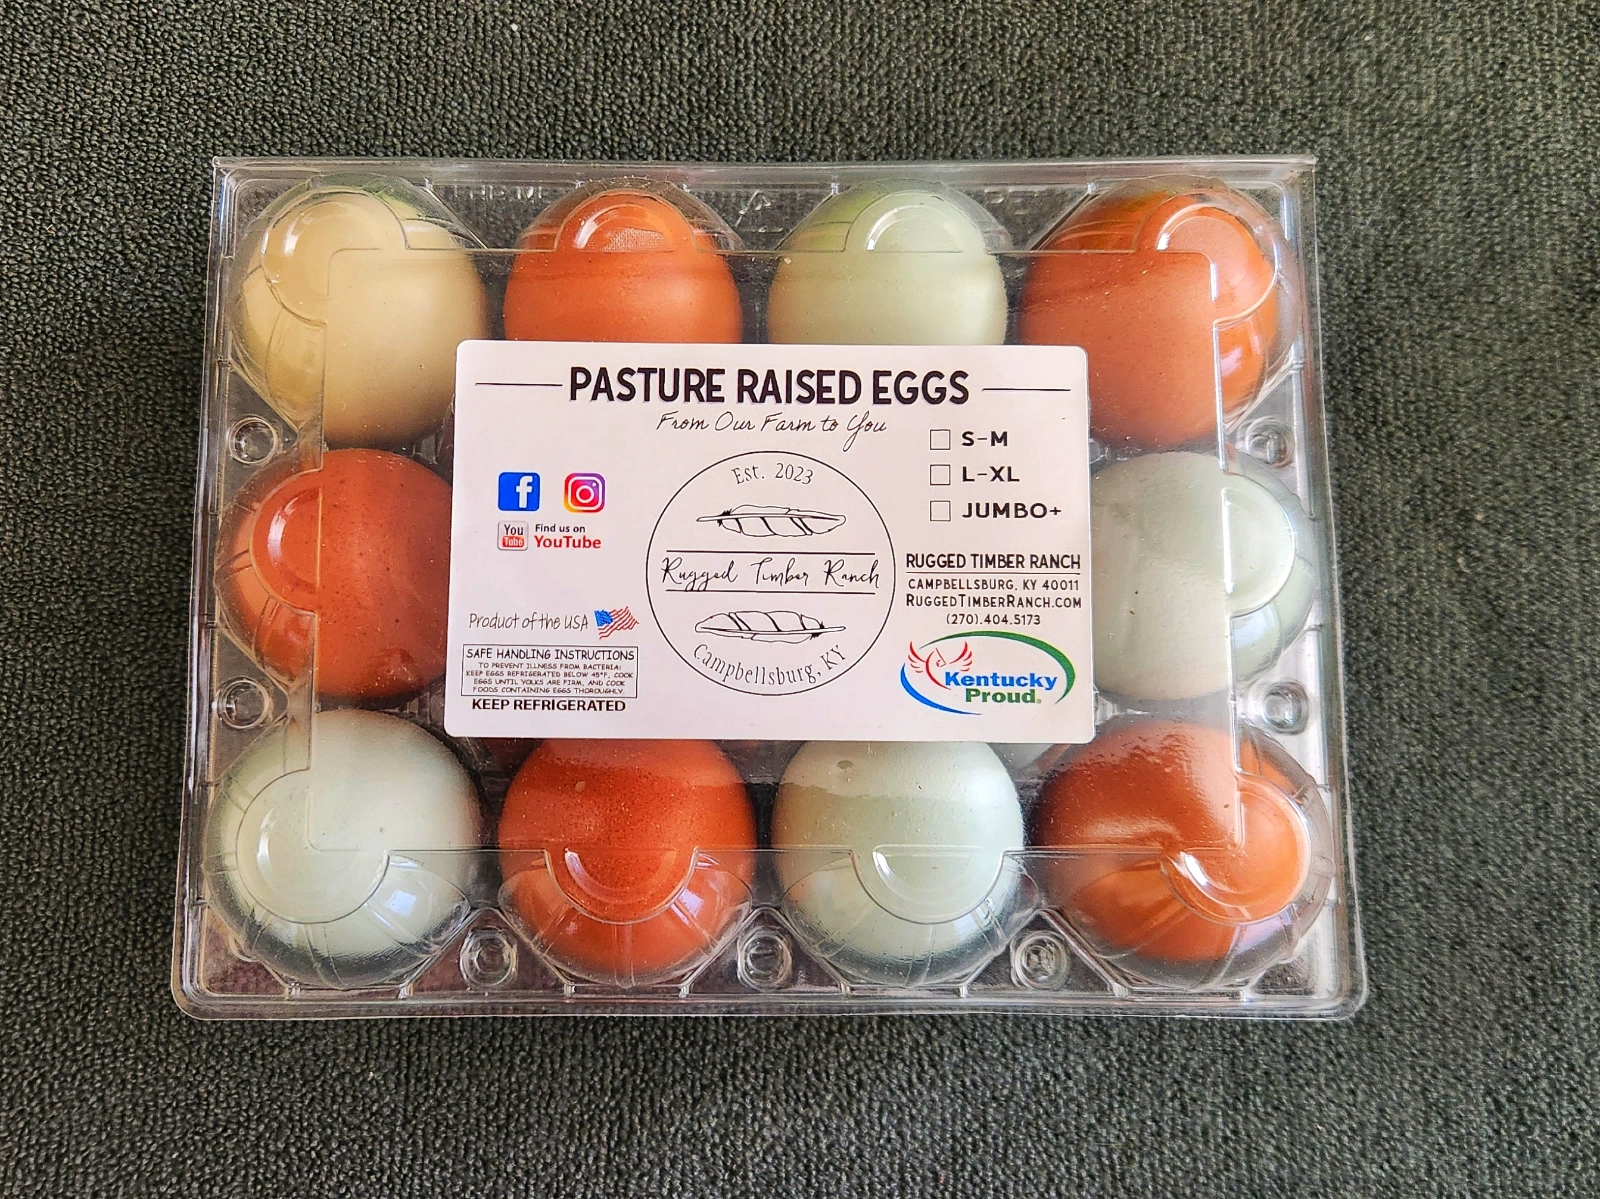 PASTURE RAISED EGGS
From Our Farm to You
S-M
L-XL
JUMBO+
Est. 2023
Rugged Timber Ranch
Campbellsburg, KY
f
You
Tube
Find us on
YouTube
Product of the USA
SAFE HANDLING INSTRUCTIONS
TO PREVENT ILLNESS FROM BACTERIA:
KEEP EGGS REFRIGERATED BELOW 45°F, COOK
EGGS UNTIL YOLKS ARE FIRM, AND COOK
FOODS CONTAINING EGGS THOROUGHLY.
KEEP REFRIGERATED
RUGGED TIMBER RANCH
CAMPBELLSBURG, KY 40011
RUGGEDTIMBERRANCH.COM
(270).404.5173
Kentucky
Proud.